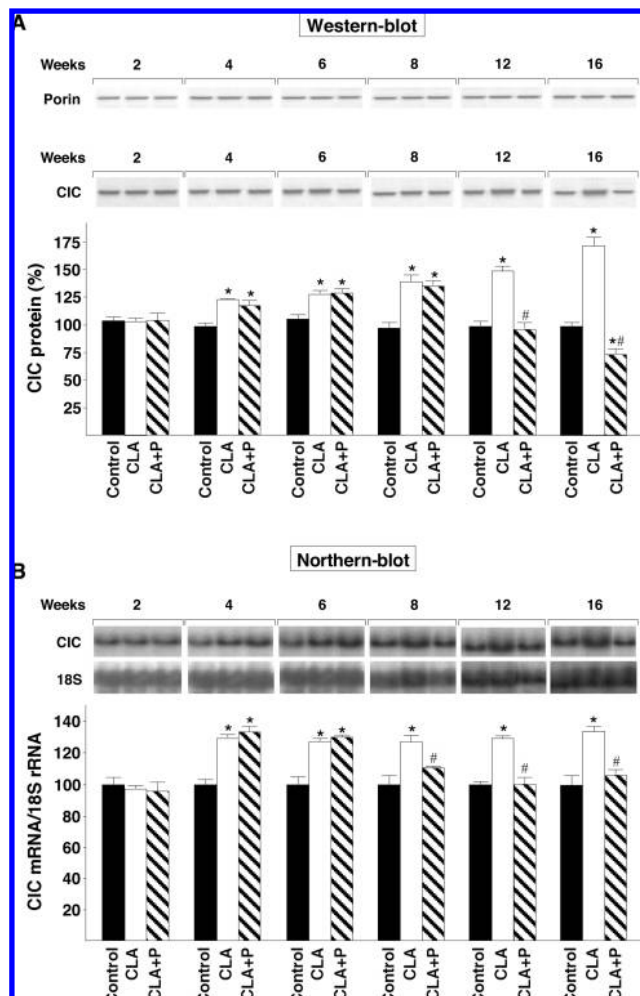 A
Western-blot
Weeks 2 4 6 8 12 16
Porin
Weeks 2 4 6 8 12 16
CIC
CIC protein (%)
175
150
125
100
75
50
25
* * * * * * * # * *#
Control CLA CLA+P Control CLA CLA+P Control CLA CLA+P Control CLA CLA+P Control CLA CLA+P Control CLA CLA+P
B
Northern-blot
Weeks 2 4 6 8 12 16
CIC
18S
CIC mRNA/18S rRNA
140
120
100
80
60
40
20
* * * * * # * # * #
Control CLA CLA+P Control CLA CLA+P Control CLA CLA+P Control CLA CLA+P Control CLA CLA+P Control CLA CLA+P